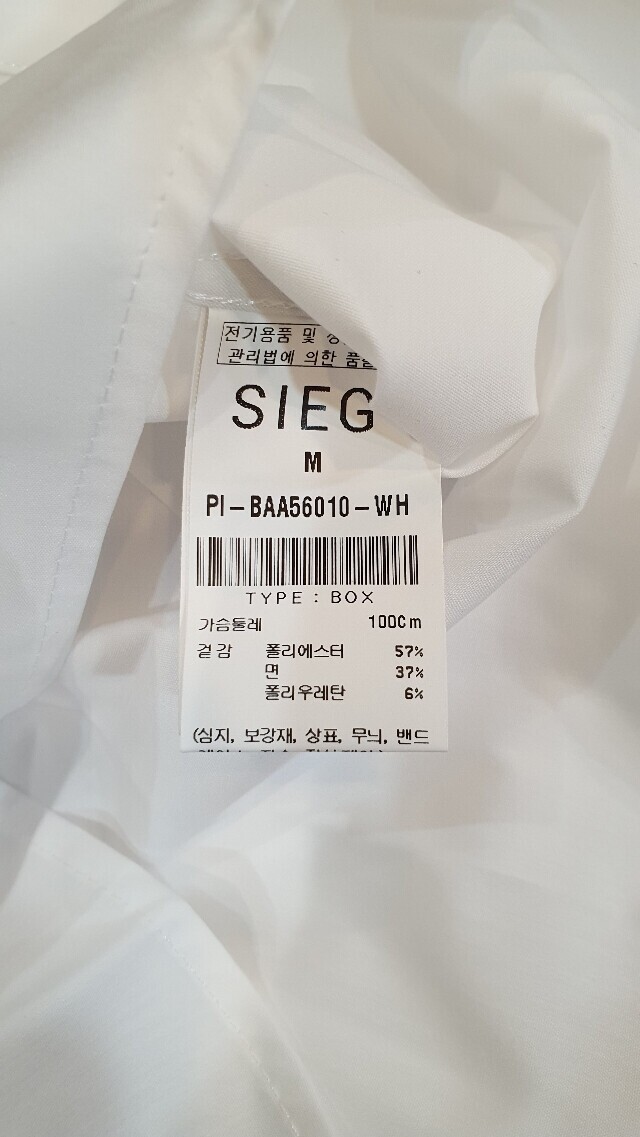 전기용품 및
관리법에 의한
SIEG
M
PI-BAA56010-WH
TYPE : BOX
가슴둘레 100Cm
겉감 폴리에스터 57%
면 37%
폴리우레탄 6%
(심지, 보강재, 상표, 무늬, 밴드